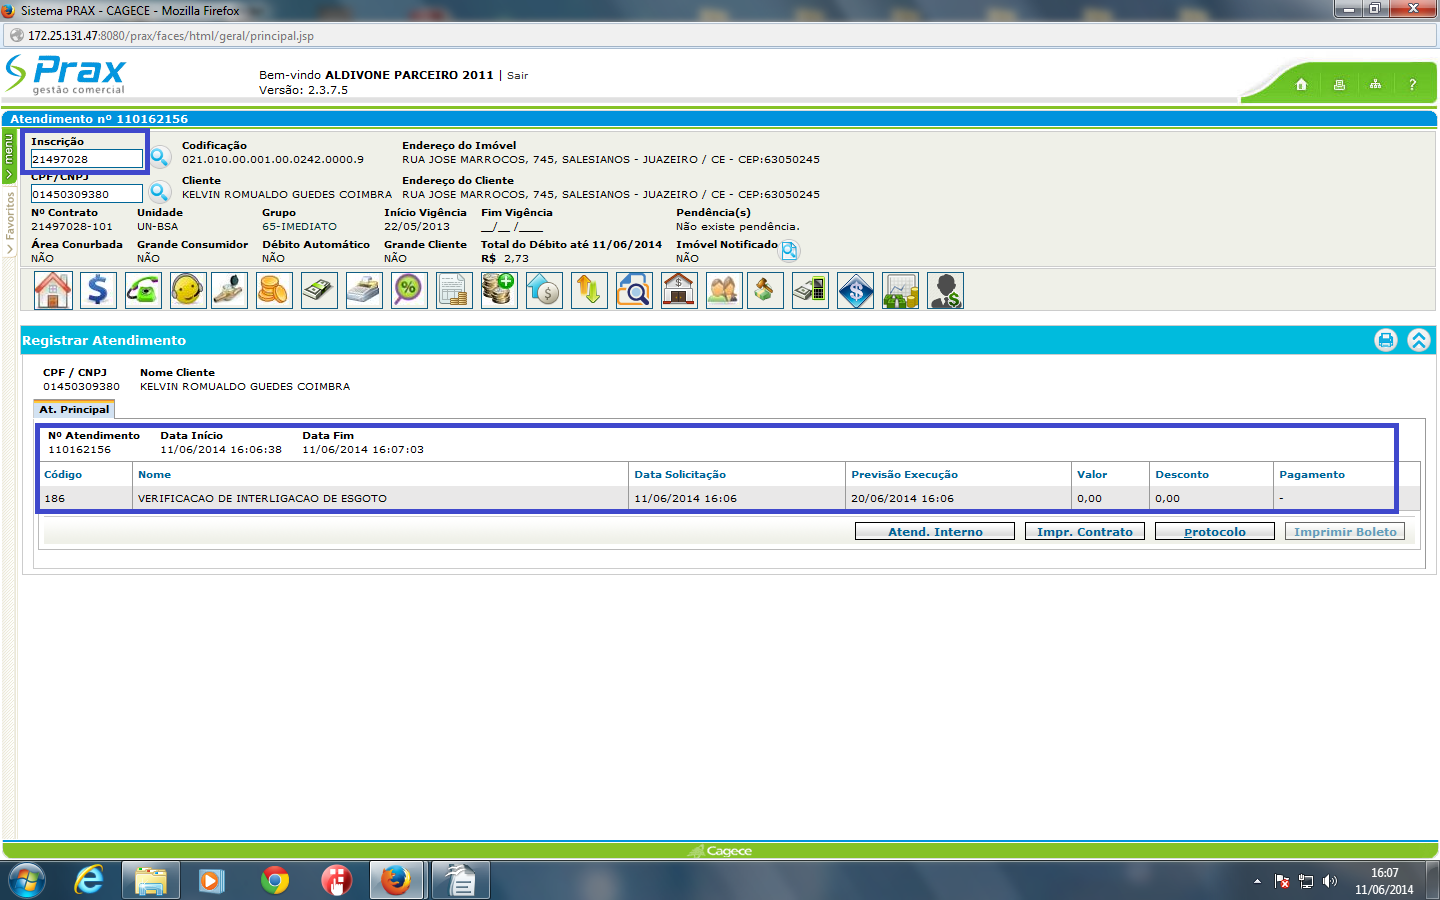 Sistema PRAX - CAGECE - Mozilla Firefox
172.25.131.47:8080/prax/faces/html/geral/principal.jsp
Prax
gestão comercial
Bem-vindo ALDIVONE PARCEIRO 2011 | Sair
Versão: 2.3.7.5
?
Atendimento nº 110162156
menu
Favoritos
Inscrição Codificação Endereço do Imóvel
21497028 021.010.00.001.00.0242.0000.9 RUA JOSE MARROCOS, 745, SALESIANOS - JUAZEIRO / CE - CEP:63050245
CPF/CNPJ Cliente Endereço do Cliente
01450309380 KELVIN ROMUALDO GUEDES COIMBRA RUA JOSE MARROCOS, 745, SALESIANOS - JUAZEIRO / CE - CEP:63050245
Nº Contrato Unidade Grupo Início Vigência Fim Vigência Pendência(s)
21497028-101 UN-BSA 65-IMEDIATO 22/05/2013 __/__ /____ Não existe pendência.
Área Conurbada Grande Consumidor Débito Automático Grande Cliente Total do Débito até 11/06/2014 Imóvel Notificado
NÃO NÃO NÃO NÃO R$ 2,73 NÃO
Registrar Atendimento
CPF / CNPJ Nome Cliente
01450309380 KELVIN ROMUALDO GUEDES COIMBRA
At. Principal
Nº Atendimento Data Início Data Fim
110162156 11/06/2014 16:06:38 11/06/2014 16:07:03
Código Nome Data Solicitação Previsão Execução Valor Desconto Pagamento
186 VERIFICACAO DE INTERLIGACAO DE ESGOTO 11/06/2014 16:06 20/06/2014 16:06 0,00 0,00 -
Atend. Interno Impr. Contrato Protocolo Imprimir Boleto
Cagece
16:07
11/06/2014